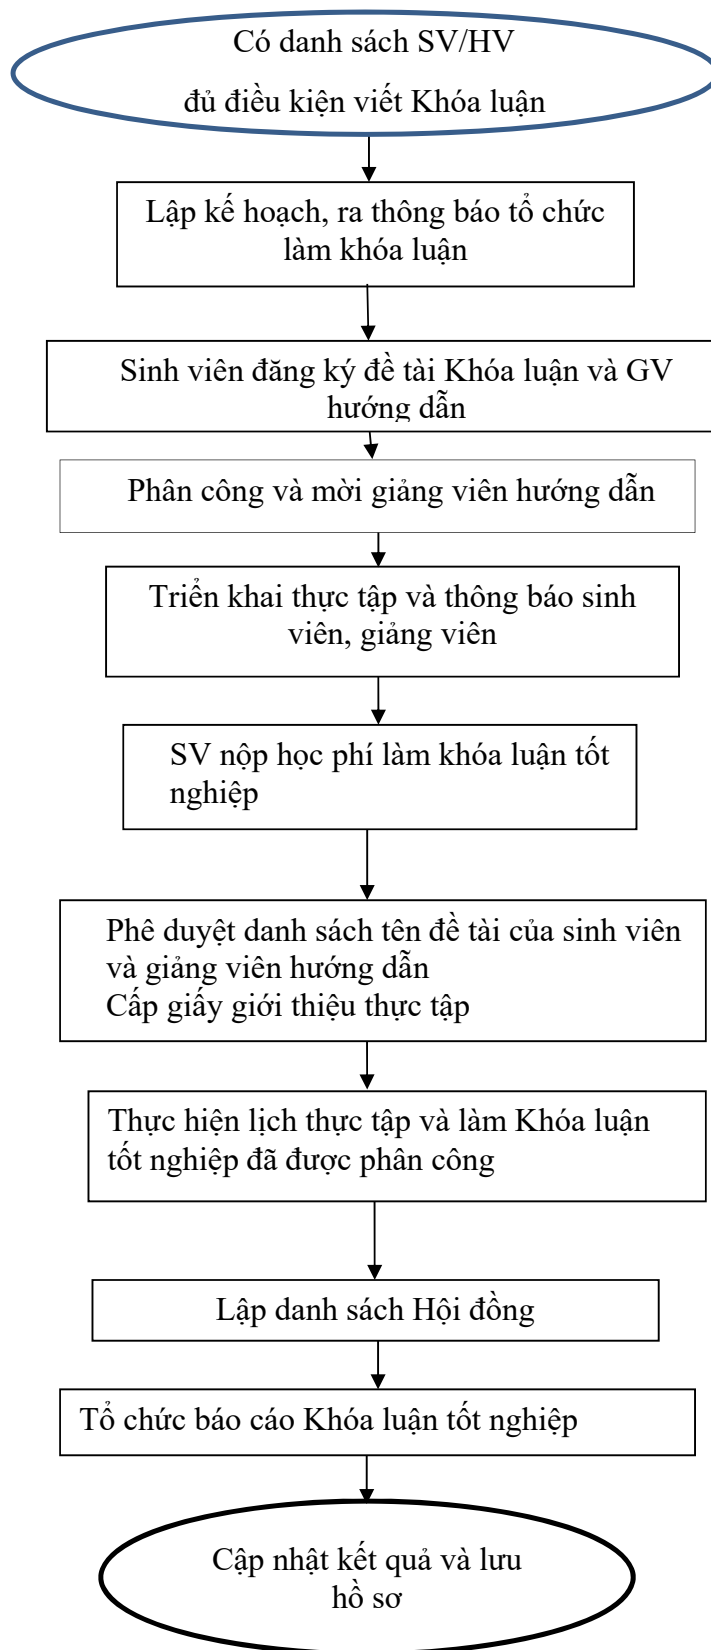 Có danh sách SV/HV
đủ điều kiện viết Khóa luận
Lập kế hoạch, ra thông báo tổ chức
làm khóa luận
Sinh viên đăng ký đề tài Khóa luận và GV
hướng dẫn
Phân công và mời giảng viên hướng dẫn
Triển khai thực tập và thông báo sinh
viên, giảng viên
SV nộp học phí làm khóa luận tốt
nghiệp
Phê duyệt danh sách tên đề tài của sinh viên
và giảng viên hướng dẫn
Cấp giấy giới thiệu thực tập
Thực hiện lịch thực tập và làm Khóa luận
tốt nghiệp đã được phân công
Lập danh sách Hội đồng
Tổ chức báo cáo Khóa luận tốt nghiệp
Cập nhật kết quả và lưu
hồ sơ